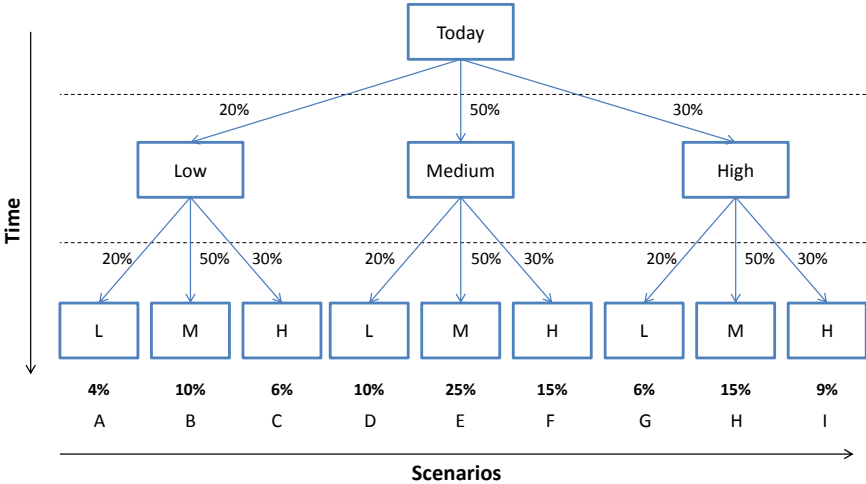 Today
20% 50% 30%
Low Medium High
Time
20% 50% 30% 20% 50% 30% 20% 50% 30%
L M H L M H L M H
4% 10% 6% 10% 25% 15% 6% 15% 9%
A B C D E F G H I
Scenarios